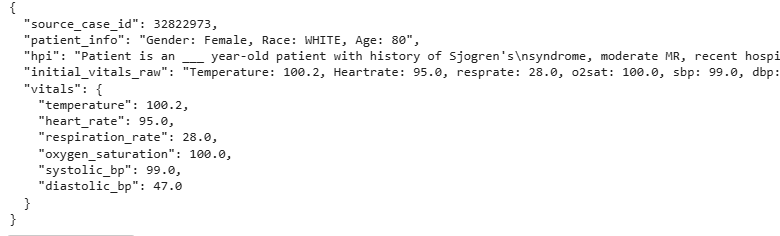 {
  "source_case_id": 32822973,
  "patient_info": "Gender: Female, Race: WHITE, Age: 80",
  "hpi": "Patient is an ___ year-old patient with history of Sjogren's\nsyndrome, moderate MR, recent hospi
  "initial_vitals_raw": "Temperature: 100.2, Heartrate: 95.0, resprate: 28.0, o2sat: 100.0, sbp: 99.0, dbp:
  "vitals": {
    "temperature": 100.2,
    "heart_rate": 95.0,
    "respiration_rate": 28.0,
    "oxygen_saturation": 100.0,
    "systolic_bp": 99.0,
    "diastolic_bp": 47.0
  }
}